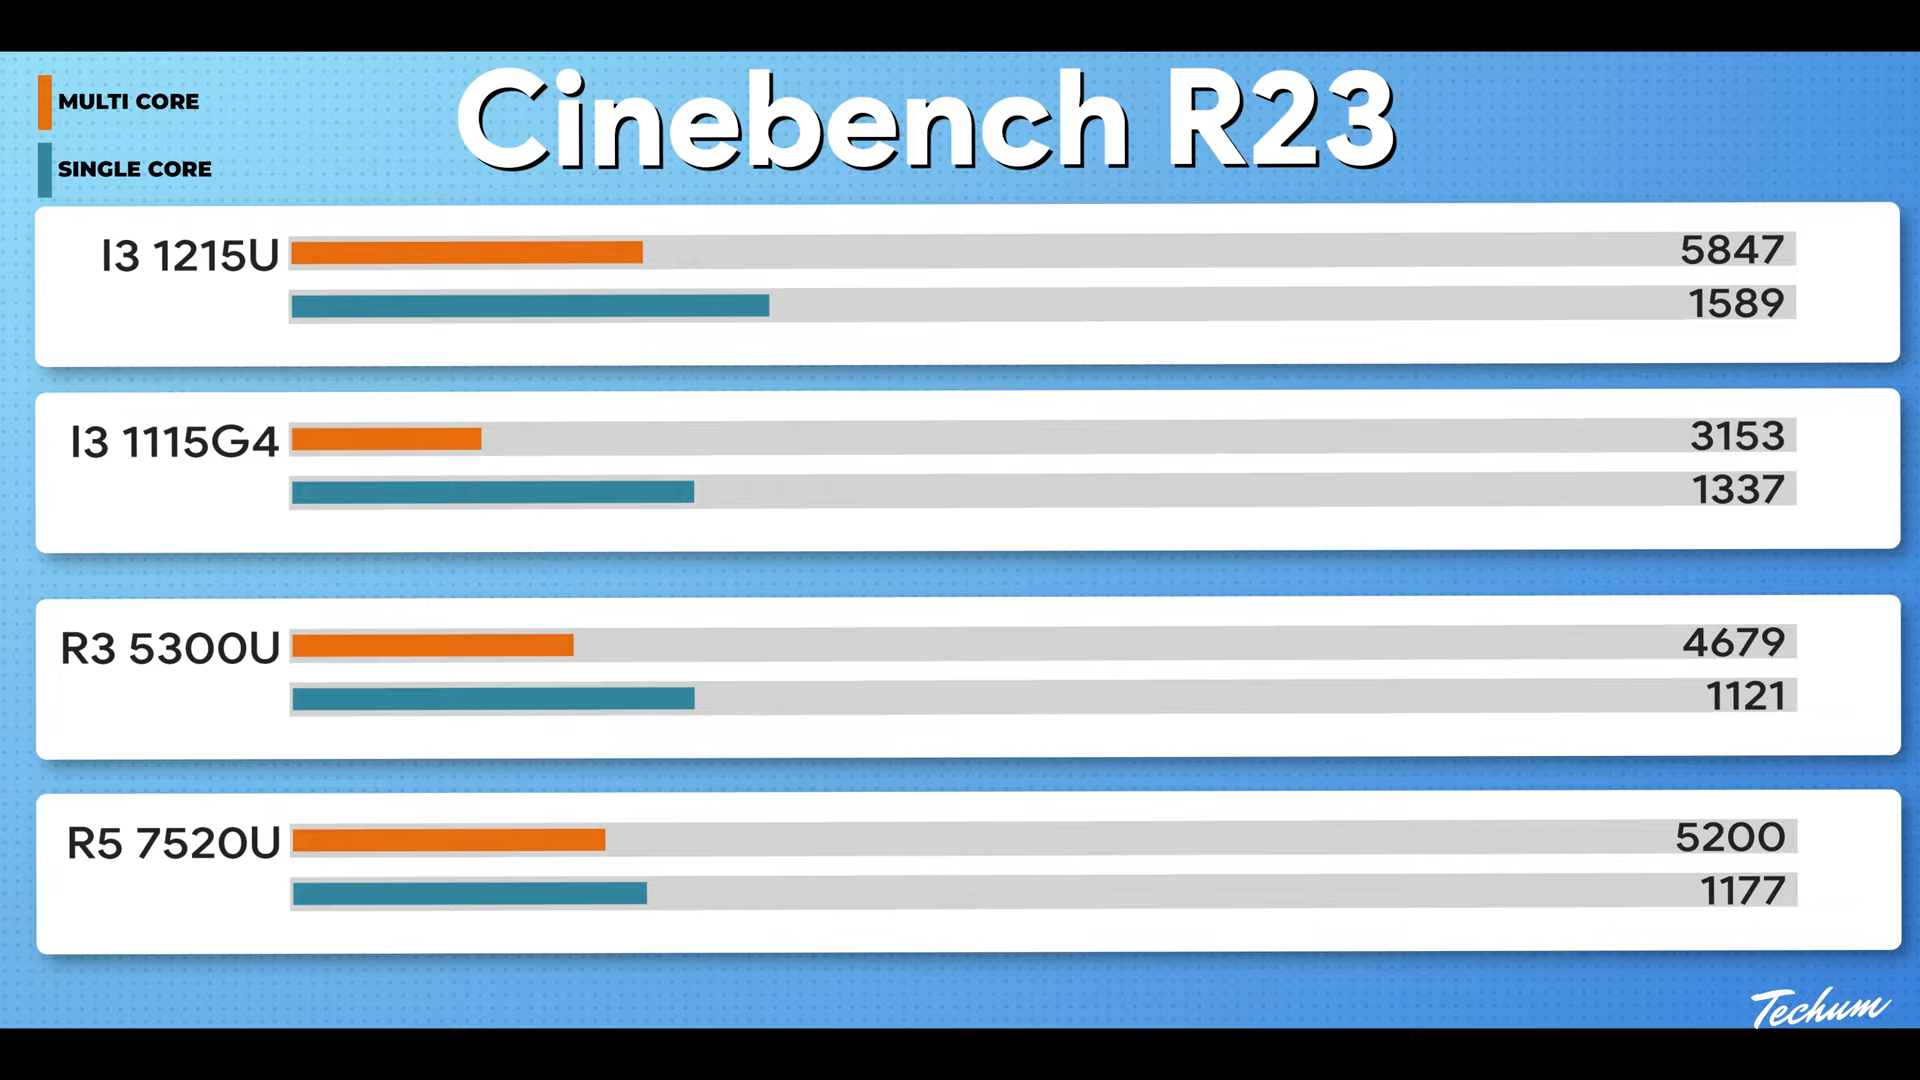 Cinebench R23
MULTI CORE
SINGLE CORE
I3 1215U
5847
1589
I3 1115G4
3153
1337
R3 5300U
4679
1121
R5 7520U
5200
1177
Techum